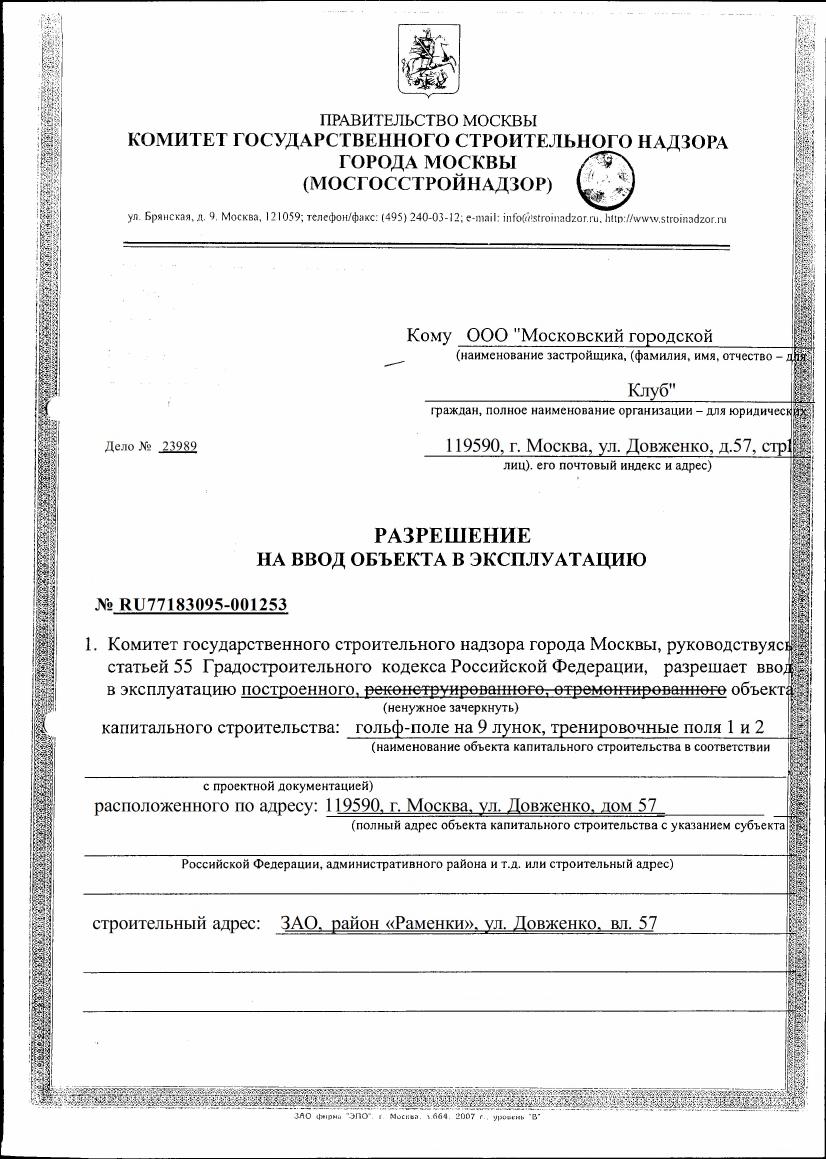 ПРАВИТЕЛЬСТВО МОСКВЫ
КОМИТЕТ ГОСУДАРСТВЕННОГО СТРОИТЕЛЬНОГО НАДЗОРА
ГОРОДА МОСКВЫ
(МОСГОССТРОЙНАДЗОР)
ул. Брянская, д. 9. Москва, 121059; телефон/факс: (495) 240-03-12; e-mail: info@stroinadzor.ru, http://www.stroinadzor.ru
Кому ООО "Московский городской
(наименование застройщика, (фамилия, имя, отчество – для
Клуб"
граждан, полное наименование организации – для юридических
Дело № 23989
119590, г. Москва, ул. Довженко, д.57, стр1
лиц). его почтовый индекс и адрес)
РАЗРЕШЕНИЕ
НА ВВОД ОБЪЕКТА В ЭКСПЛУАТАЦИЮ
№ RU77183095-001253
1. Комитет государственного строительного надзора города Москвы, руководствуясь
статьей 55 Градостроительного кодекса Российской Федерации, разрешает ввод
в эксплуатацию построенного, реконструированного, отремонтированного объекта
(ненужное зачеркнуть)
капитального строительства: гольф-поле на 9 лунок, тренировочные поля 1 и 2
(наименование объекта капитального строительства в соответствии
с проектной документацией)
расположенного по адресу: 119590, г. Москва, ул. Довженко, дом 57
(полный адрес объекта капитального строительства с указанием субъекта
Российской Федерации, административного района и т.д. или строительный адрес)
строительный адрес: ЗАО, район «Раменки», ул. Довженко, вл. 57
ЗАО фирма "ЭПО", г. Москва, з.664, 2007 г., уровень "В"